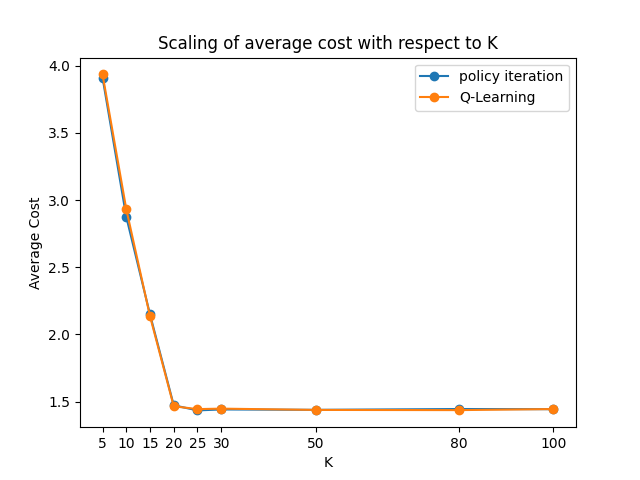 Scaling of average cost with respect to K
policy iteration
Q-Learning
Average Cost
4.0
3.5
3.0
2.5
2.0
1.5
5 10 15 20 25 30 50 80 100
K